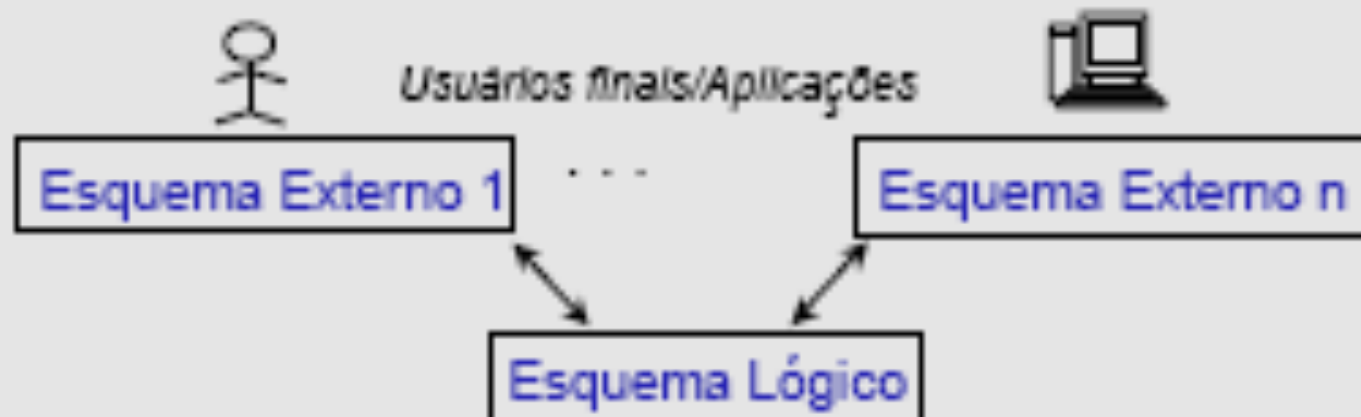 Usuários finais/Aplicações
Esquema Externo 1 . . . Esquema Externo n
Esquema Lógico